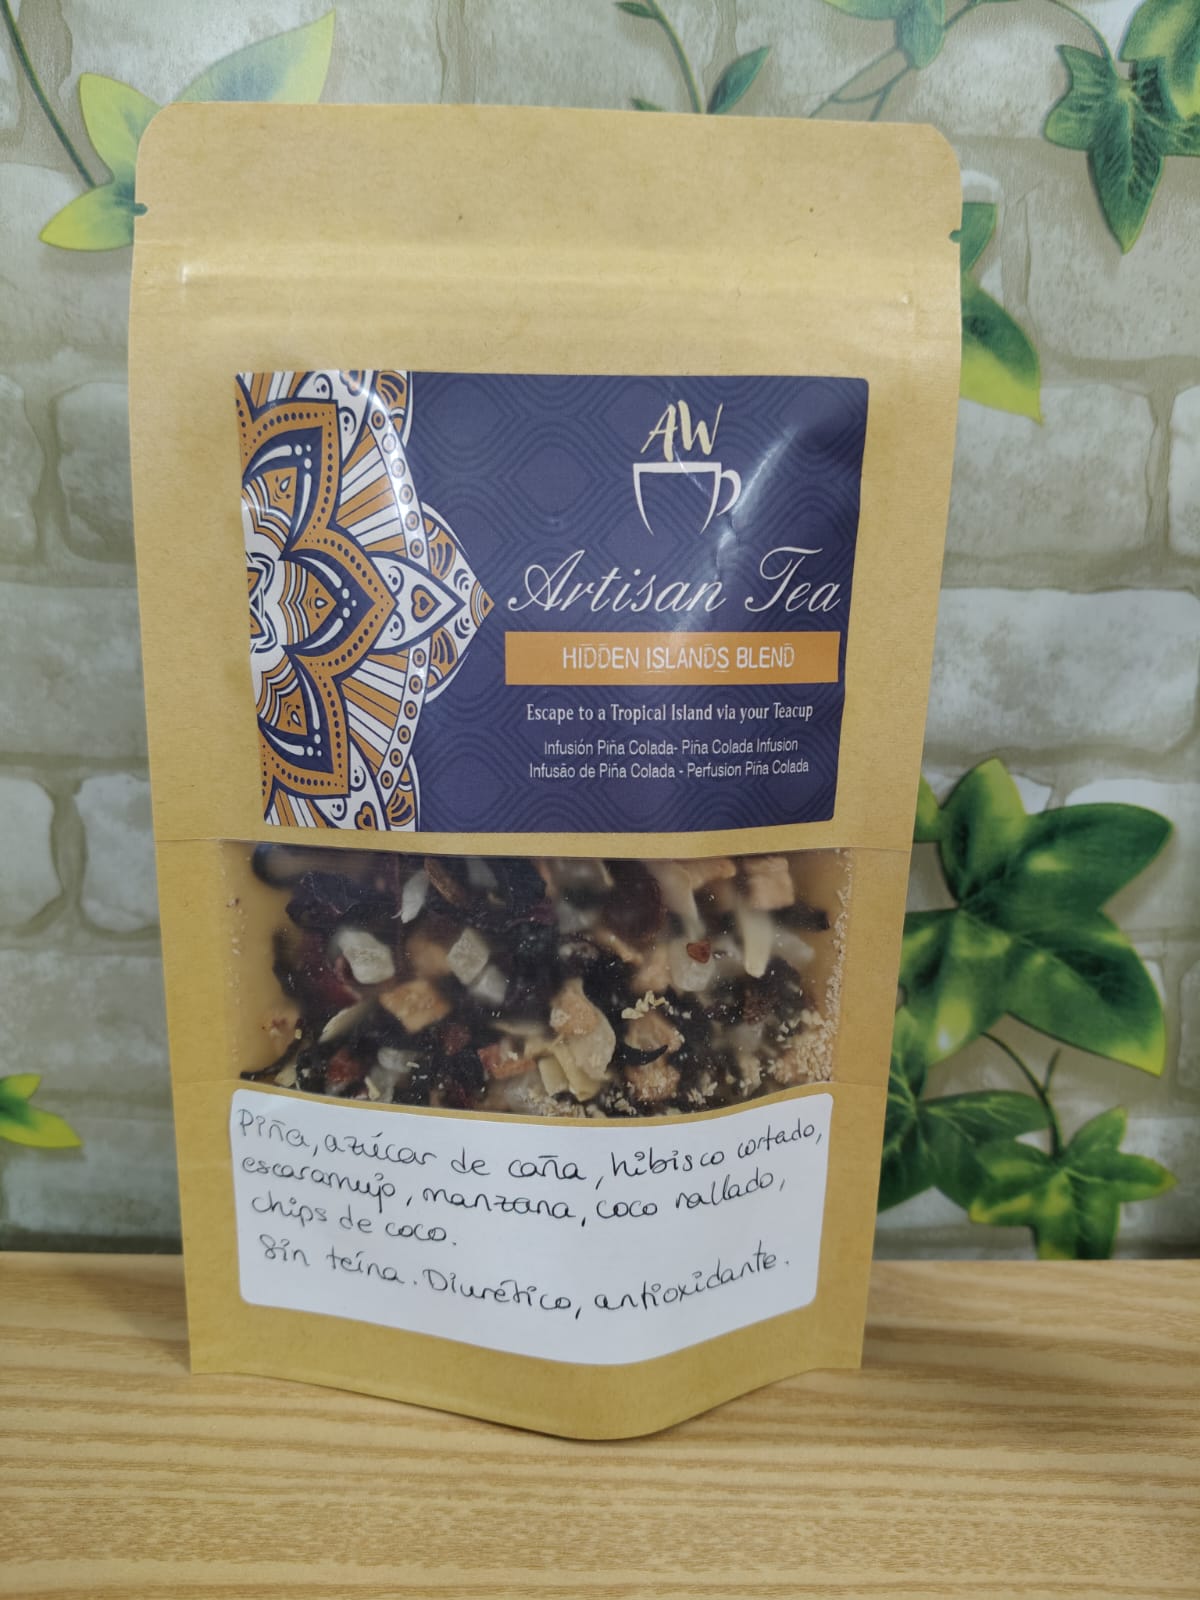 AW
Artisan Tea
HIDDEN ISLANDS BLEND
Escape to a Tropical Island via your Teacup
Infusión Piña Colada- Piña Colada Infusion
Infusão de Piña Colada - Perfusion Piña Colada
Piña, azúcar de caña, hibisco cortado,
escaramujo, manzana, coco rallado,
chips de coco.
Sin teína. Diurético, antioxidante.